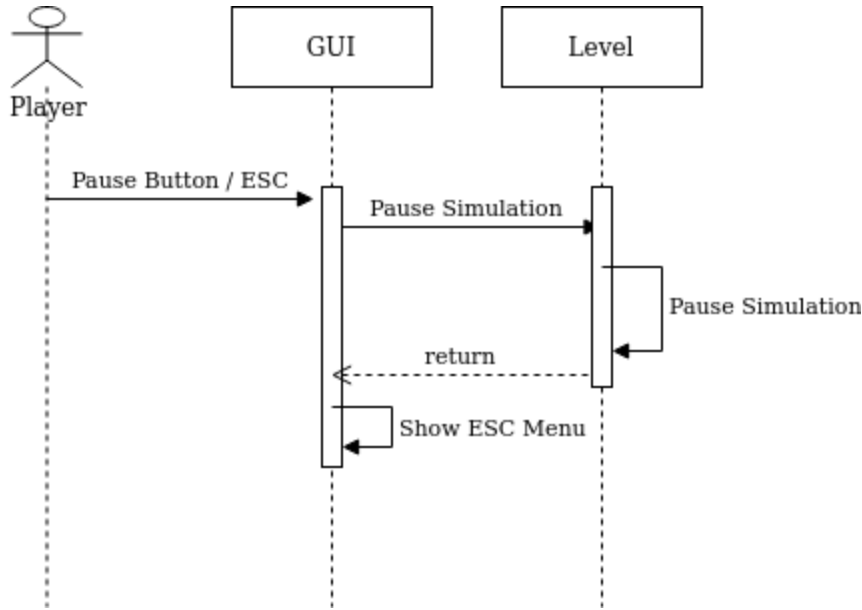 GUI
Level
Player
Pause Button / ESC
Pause Simulation
Pause Simulation
return
Show ESC Menu